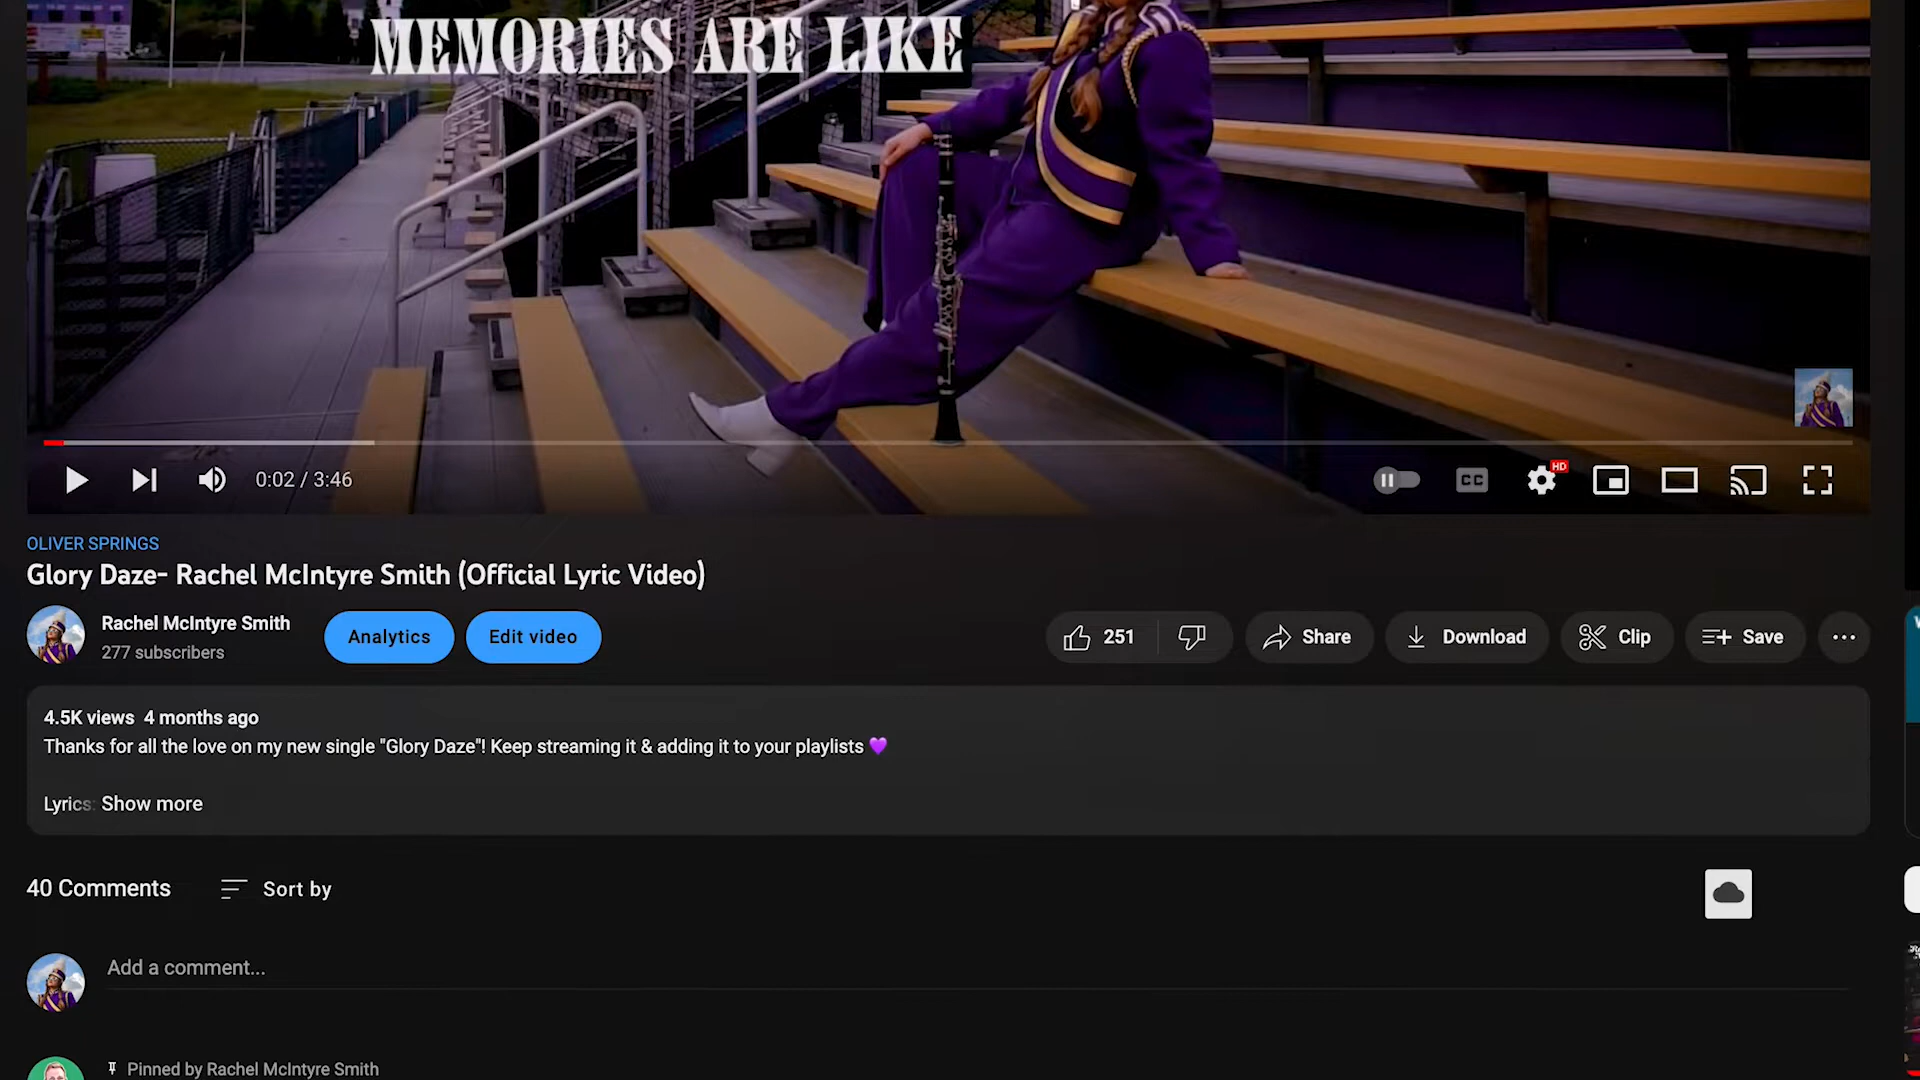 MEMORIES ARE LIKE
0:02 / 3:46
CC
HD
OLIVER SPRINGS
Glory Daze- Rachel McIntyre Smith (Official Lyric Video)
Rachel McIntyre Smith
277 subscribers
Analytics
Edit video
251
Share
Download
Clip
Save
4.5K views 4 months ago
Thanks for all the love on my new single "Glory Daze"! Keep streaming it & adding it to your playlists 💜
Lyrics: Show more
40 Comments
Sort by
Add a comment...
Pinned by Rachel McIntyre Smith